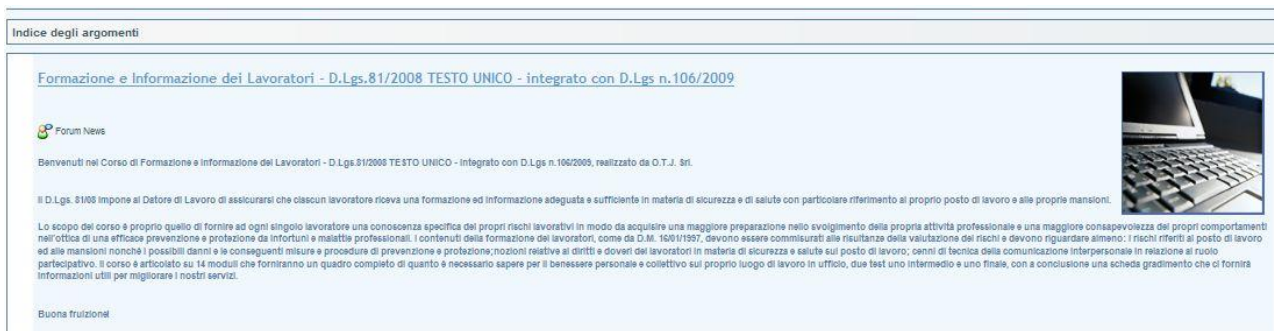 Indice degli argomenti
Formazione e Informazione dei Lavoratori - D.Lgs.81/2008 TESTO UNICO - integrato con D.Lgs n.106/2009
Forum News
Benvenuti nel Corso di Formazione e Informazione dei Lavoratori - D.Lgs.81/2008 TESTO UNICO - integrato con D.Lgs n.106/2009, realizzato da O.T.J. Srl.
Il D.Lgs. 81/08 impone al Datore di Lavoro di assicurarsi che ciascun lavoratore riceva una formazione ed informazione adeguata e sufficiente in materia di sicurezza e di salute con particolare riferimento al proprio posto di lavoro e alle proprie mansioni.
Lo scopo del corso è proprio quello di fornire ad ogni singolo lavoratore una conoscenza specifica dei propri rischi lavorativi in modo da acquisire una maggiore preparazione nello svolgimento della propria attività professionale e una maggiore consapevolezza dei propri comportamenti
nell'ottica di una efficace prevenzione e protezione da infortuni e malattie professionali. I contenuti della formazione dei lavoratori, come da D.M. 16/01/1997, devono essere commisurati alle risultanze della valutazione dei rischi e devono riguardare almeno: i rischi riferiti al posto di lavoro
ed alle mansioni nonché i possibili danni e le conseguenti misure e procedure di prevenzione e protezione; nozioni relative ai diritti e doveri dei lavoratori in materia di sicurezza e salute sul posto di lavoro; cenni di tecnica della comunicazione interpersonale in relazione al ruolo
partecipativo. Il corso è articolato su 14 moduli che forniranno un quadro completo di quanto è necessario sapere per il benessere personale e collettivo sul proprio luogo di lavoro in ufficio, due test uno intermedio e uno finale, con a conclusione una scheda gradimento che ci fornirà
informazioni utili per migliorare i nostri servizi.
Buona fruizione!